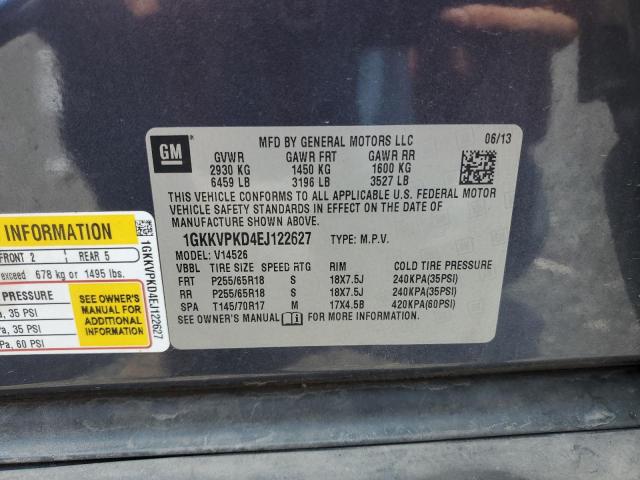 GM
MFD BY GENERAL MOTORS LLC 06/13
GVWR GAWR FRT GAWR RR
2930 KG 1450 KG 1600 KG
6459 LB 3196 LB 3527 LB
THIS VEHICLE CONFORMS TO ALL APPLICABLE U.S. FEDERAL MOTOR
VEHICLE SAFETY STANDARDS IN EFFECT ON THE DATE OF
MANUFACTURE SHOWN ABOVE.
1GKKVPKD4EJ122627 TYPE: M.P.V.
MODEL: V14526
VBBL TIRE SIZE SPEED RTG RIM COLD TIRE PRESSURE
FRT P255/65R18 S 18X7.5J 240KPA(35PSI)
RR P255/65R18 S 18X7.5J 240KPA(35PSI)
SPA T145/70R17 M 17X4.5B 420KPA(60PSI)
SEE OWNER'S MANUAL FOR MORE INFORMATION.
INFORMATION
FRONT 2 REAR 5
exceed 678 kg or 1495 lbs.
PRESSURE
a, 35 PSI
a, 35 PSI
Pa, 60 PSI
SEE OWNER'S
MANUAL FOR
ADDITIONAL
INFORMATION
1GKKVPKD4EJ122627